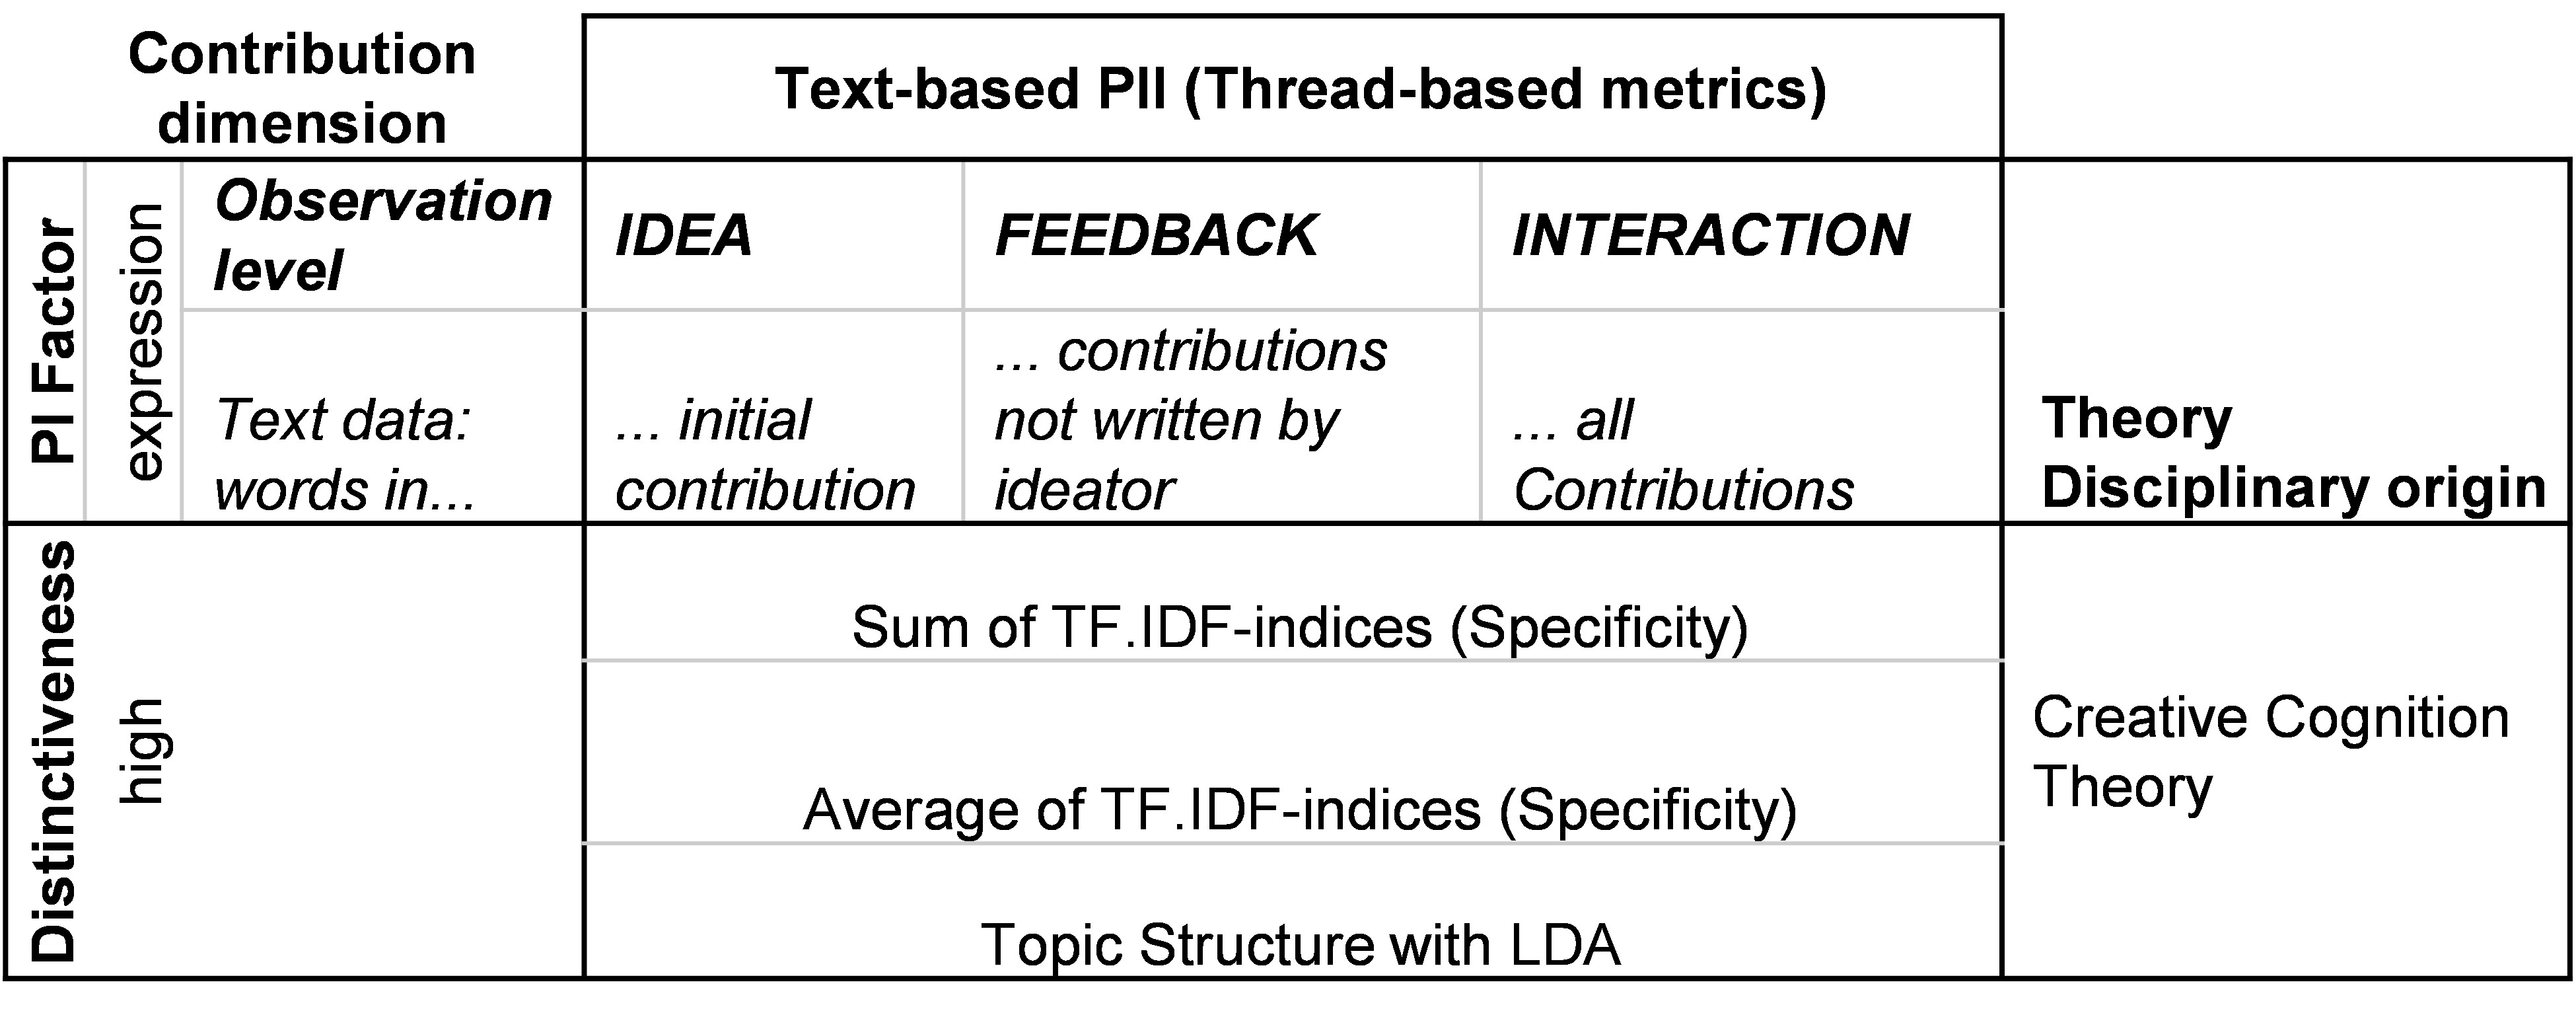 Contribution
dimension
Text-based PII (Thread-based metrics)
PI Factor
expression
Observation
level
IDEA
FEEDBACK
INTERACTION
Text data:
words in...
... initial
contribution
... contributions
not written by
ideator
... all
Contributions
Theory
Disciplinary origin
Distinctiveness
high
Sum of TF.IDF-indices (Specificity)
Average of TF.IDF-indices (Specificity)
Topic Structure with LDA
Creative Cognition
Theory